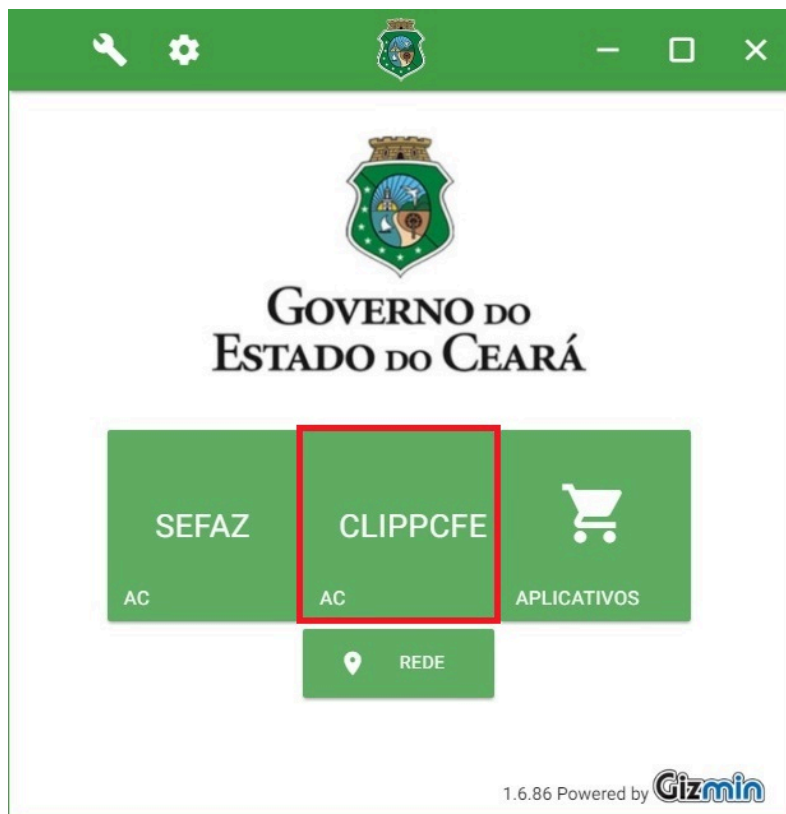 GOVERNO DO
ESTADO DO CEARÁ
SEFAZ
AC
CLIPPCFE
AC
APLICATIVOS
REDE
1.6.86 Powered by Gizmin